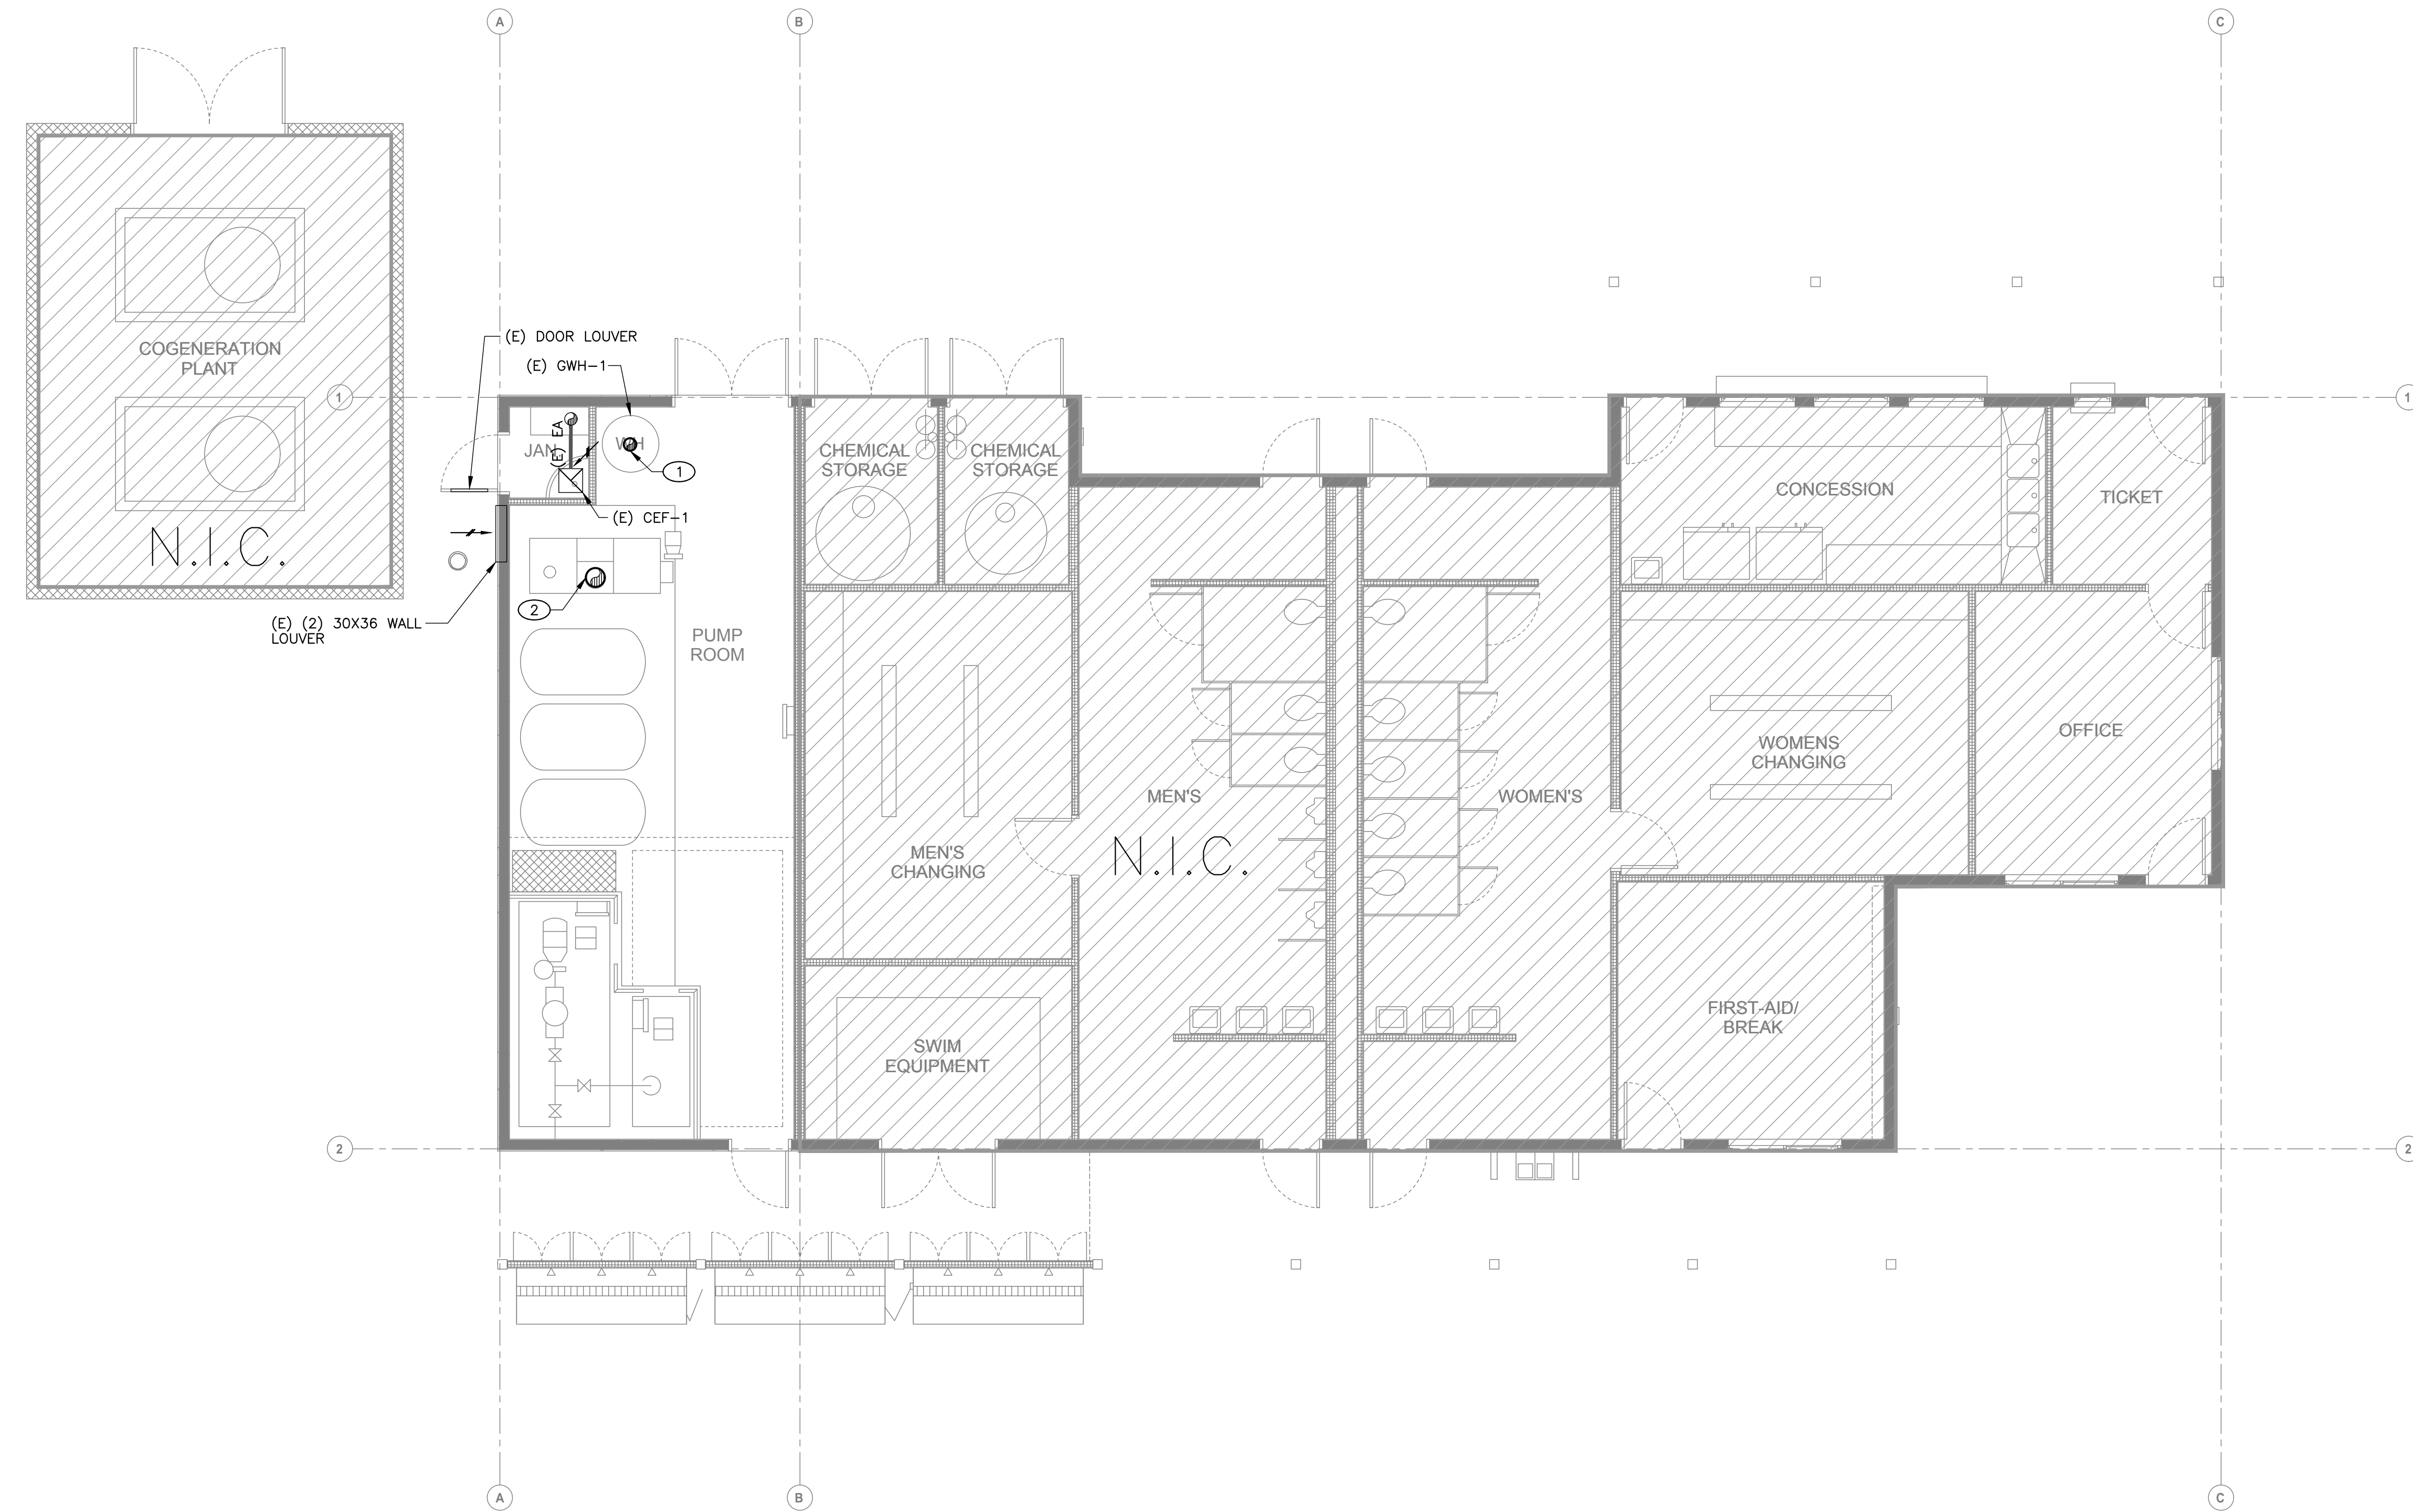 A
B
C
(E) DOOR LOUVER
(E) GWH-1
COGENERATION
PLANT
1
1
JAN
(E) EA
WH
1
CHEMICAL
STORAGE
CHEMICAL
STORAGE
CONCESSION
TICKET
(E) CEF-1
N.I.C.
2
(E) (2) 30X36 WALL
LOUVER
PUMP
ROOM
OFFICE
WOMENS
CHANGING
MEN'S
WOMEN'S
MEN'S
CHANGING
N.I.C.
FIRST-AID/
BREAK
SWIM
EQUIPMENT
2
2
A
B
C